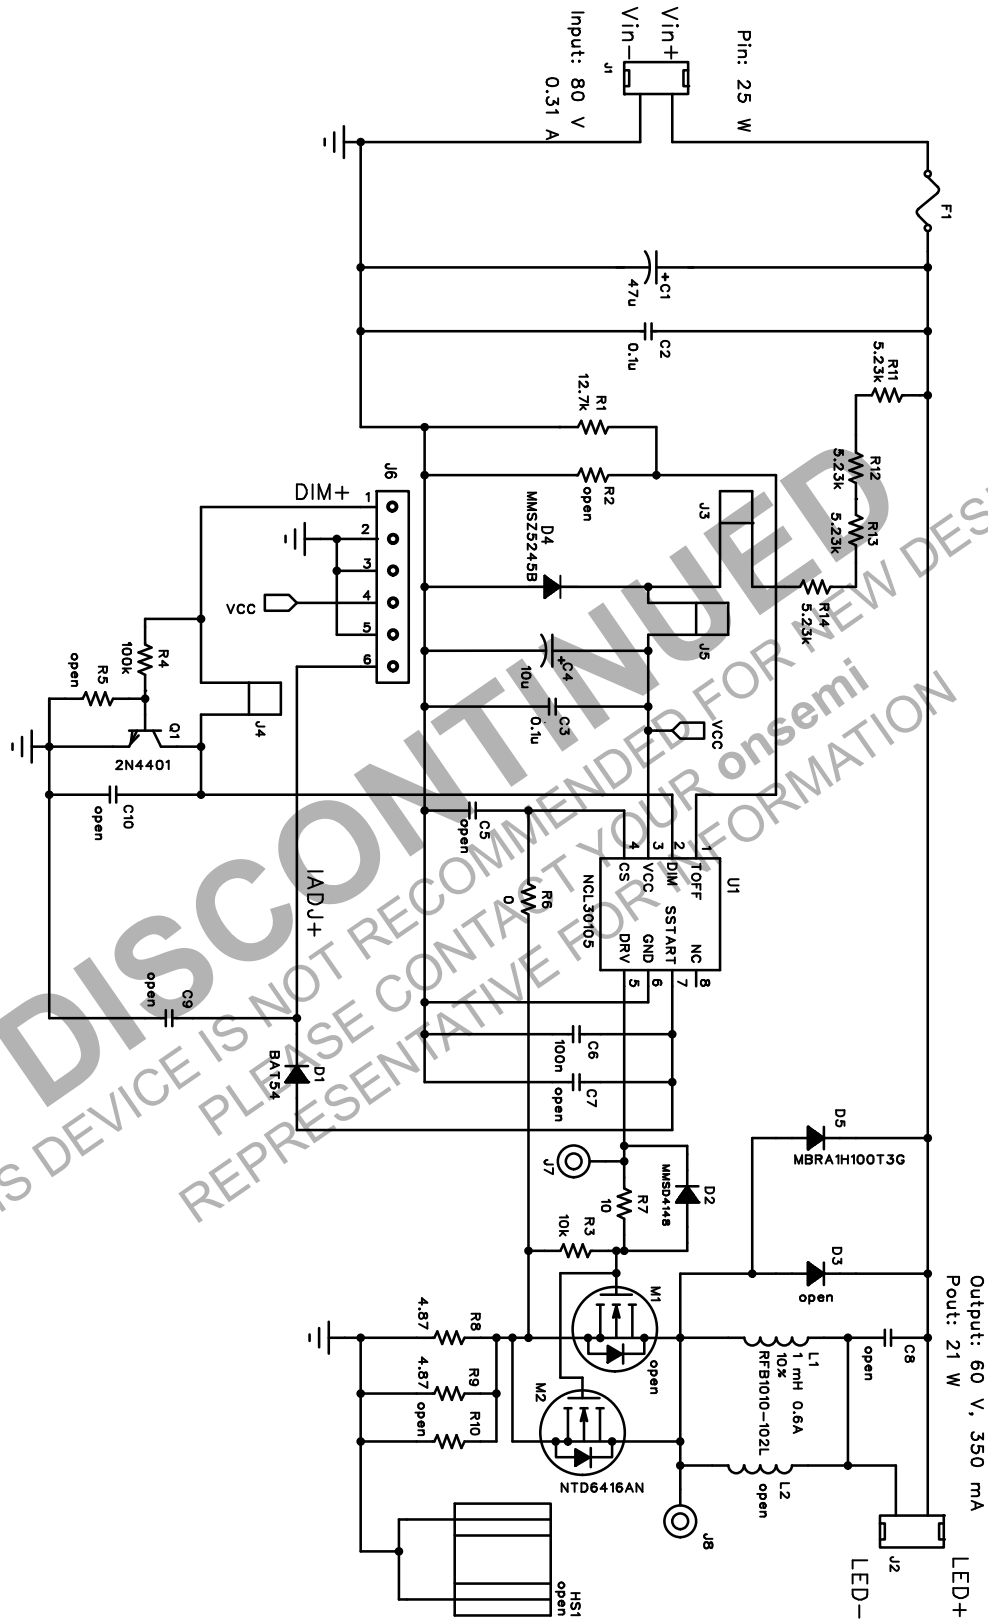 Pin: 25 W
Vin+
Vin-
J1
Input: 80 V
0.31 A
F1
+C1
47u
C2
0.1u
R11
5.23k
R12
5.23k
R13
5.23k
R14
5.23k
R1
12.7k
R2
open
J3
D4
MMSZ5245B
J5
+C4
10u
C3
0.1u
VCC
J6
1
2
3
4
5
6
DIM+
VCC
R4
100k
R5
open
J4
Q1
2N4401
C10
open
C5
open
R6
0
U1
NCL30105
1
2
3
4
TOFF
DIM
VCC
CS
NC
SSTART
GND
DRV
8
7
6
5
IADJ+
C9
open
D1
BAT54
C6
100n
C7
open
J7
R7
10
D2
MMSD4148
R3
10k
D5
MBRA1H100T3G
D3
open
M1
open
M2
NTD6416AN
R8
4.87
R9
4.87
R10
open
L1
1 mH 0.6A
10%
RFB1010-102L
L2
open
C8
open
Output: 60 V, 350 mA
Pout: 21 W
J8
J2
LED+
LED-
HS1
open
DISCONTINUED
IS DEVICE IS NOT RECOMMENDED FOR NEW DESI
PLEASE CONTACT YOUR onsemi
REPRESENTATIVE FOR INFORMATION